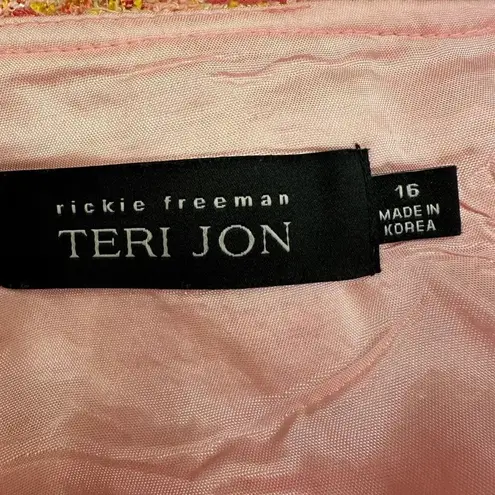 rickie freeman
TERI JON
16
MADE IN
KOREA